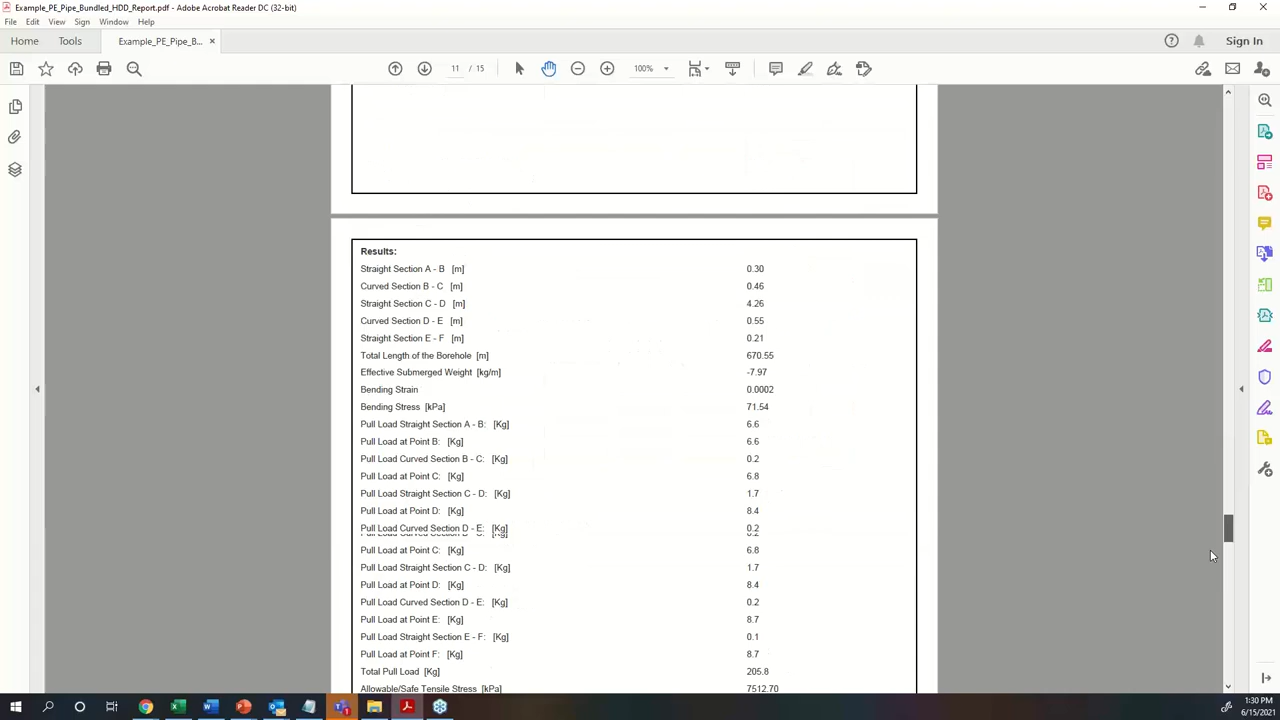 Example_PE_Pipe_Bundled_HDD_Report.pdf - Adobe Acrobat Reader DC (32-bit)
File Edit View Sign Window Help
Home Tools Example_PE_Pipe_B... × Sign In
11 / 15 100%
Results:
Straight Section A - B [m] 0.30
Curved Section B - C [m] 0.46
Straight Section C - D [m] 4.26
Curved Section D - E [m] 0.55
Straight Section E - F [m] 0.21
Total Length of the Borehole [m] 670.55
Effective Submerged Weight [kg/m] -7.97
Bending Strain 0.0002
Bending Stress [kPa] 71.54
Pull Load Straight Section A - B: [Kg] 6.6
Pull Load at Point B: [Kg] 6.6
Pull Load Curved Section B - C: [Kg] 0.2
Pull Load at Point C: [Kg] 6.8
Pull Load Straight Section C - D: [Kg] 1.7
Pull Load at Point D: [Kg] 8.4
Pull Load Curved Section D - E: [Kg] 0.2
Pull Load at Point C: [Kg] 6.8
Pull Load Straight Section C - D: [Kg] 1.7
Pull Load at Point D: [Kg] 8.4
Pull Load Curved Section D - E: [Kg] 0.2
Pull Load at Point E: [Kg] 8.7
Pull Load Straight Section E - F: [Kg] 0.1
Pull Load at Point F: [Kg] 8.7
Total Pull Load [Kg] 205.8
Allowable/Safe Tensile Stress [kPa] 7512.70
1:30 PM
6/15/2021